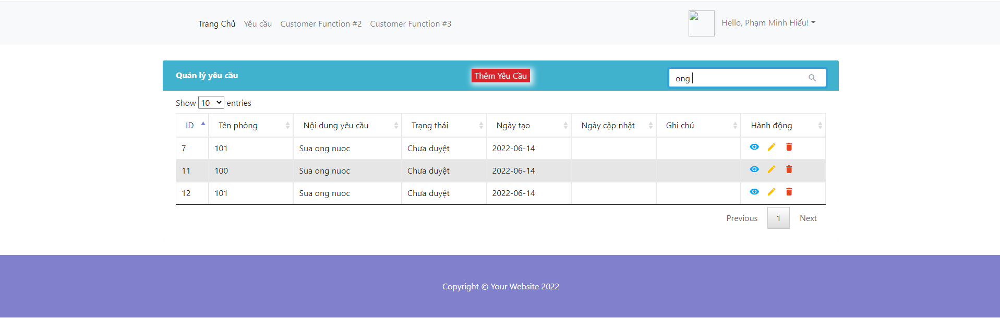 Trang Chủ Yêu cầu Customer Function #2 Customer Function #3 Hello, Phạm Minh Hiếu!
Quản lý yêu cầu Thêm Yêu Cầu ong
Show 10 entries
ID Tên phòng Nội dung yêu cầu Trạng thái Ngày tạo Ngày cập nhật Ghi chú Hành động
7 101 Sua ong nuoc Chưa duyệt 2022-06-14
11 100 Sua ong nuoc Chưa duyệt 2022-06-14
12 101 Sua ong nuoc Chưa duyệt 2022-06-14
Previous 1 Next
Copyright © Your Website 2022